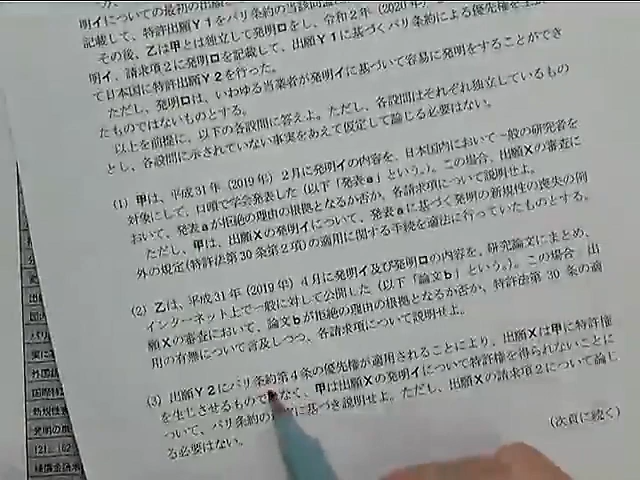 明イについての最初の出願
記載して、特許出願Y1をパリ条約の当該同盟
その後、乙は甲とは独立して発明ロをし、令和2年(2020年)
明イ、請求項2に発明ロを記載して、出願Y1に基づくパリ条約による優先権を主
て日本国に特許出願Y2を行った。
ただし、発明ロは、いわゆる当業者が発明イに基づいて容易に発明をすることができ
たものではないものとする。
以上を前提に、以下の各設問に答えよ。ただし、各設問はそれぞれ独立しているもの
とし、各設問に示されていない事実をあえて仮定して論じる必要はない。
(1) 甲は、平成31年(2019年)2月に発明イの内容を、日本国内において一般の研究者を
対象にして、口頭で学会発表した(以下「発表a」という。)。この場合、出願Xの審査に
おいて、発表aが拒絶の理由の根拠となるか否か、各請求項について説明せよ。
ただし、甲は、出願Xの発明イについて、発表aに基づく発明の新規性の喪失の例
外の規定(特許法第30条第2項)の適用に関する手続を適法に行っていたものとする。
(2) 乙は、平成31年(2019年)4月に発明イ及び発明ロの内容を、研究論文にまとめ、
インターネット上で一般に対して公開した(以下「論文b」という。)。この場合、出
願Xの審査において、論文bが拒絶の理由の根拠となるか否か、特許法第30条の適
用の有無について言及しつつ、各請求項について説明せよ。
(3) 出願Y2にパリ条約第4条の優先権が適用されることにより、出願Xは甲に特許権
を生じさせるものでなく、甲は出願Xの発明イについて特許権を得られないことに
ついて、パリ条約の に基づき説明せよ。ただし、出願Xの請求項2について論じ
る必要はない。
(次頁に続く)